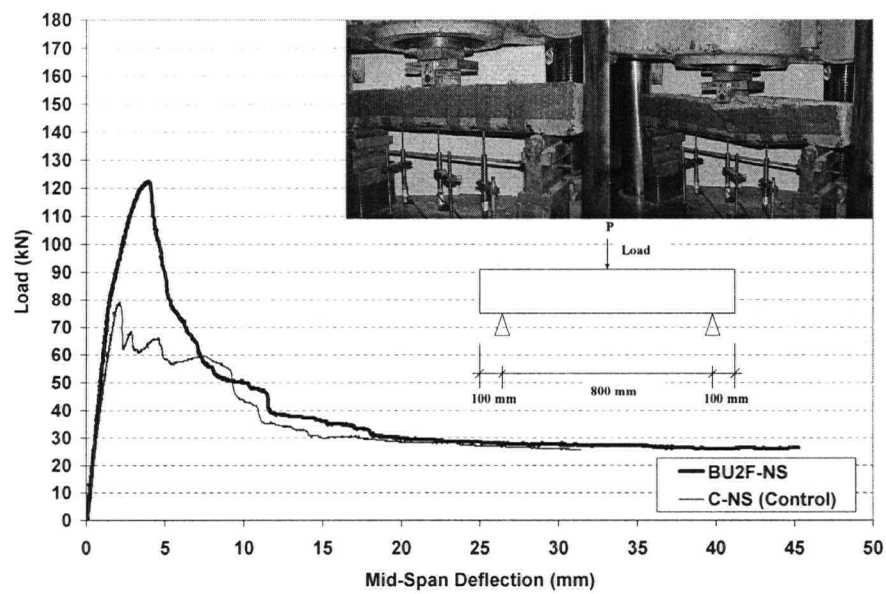 180
170
160
150
140
130
120
110
100
90
80
70
60
50
40
30
20
10
0
Load (kN)
P
Load
100 mm
800 mm
100 mm
BU2F-NS
C-NS (Control)
0 5 10 15 20 25 30 35 40 45 50
Mid-Span Deflection (mm)